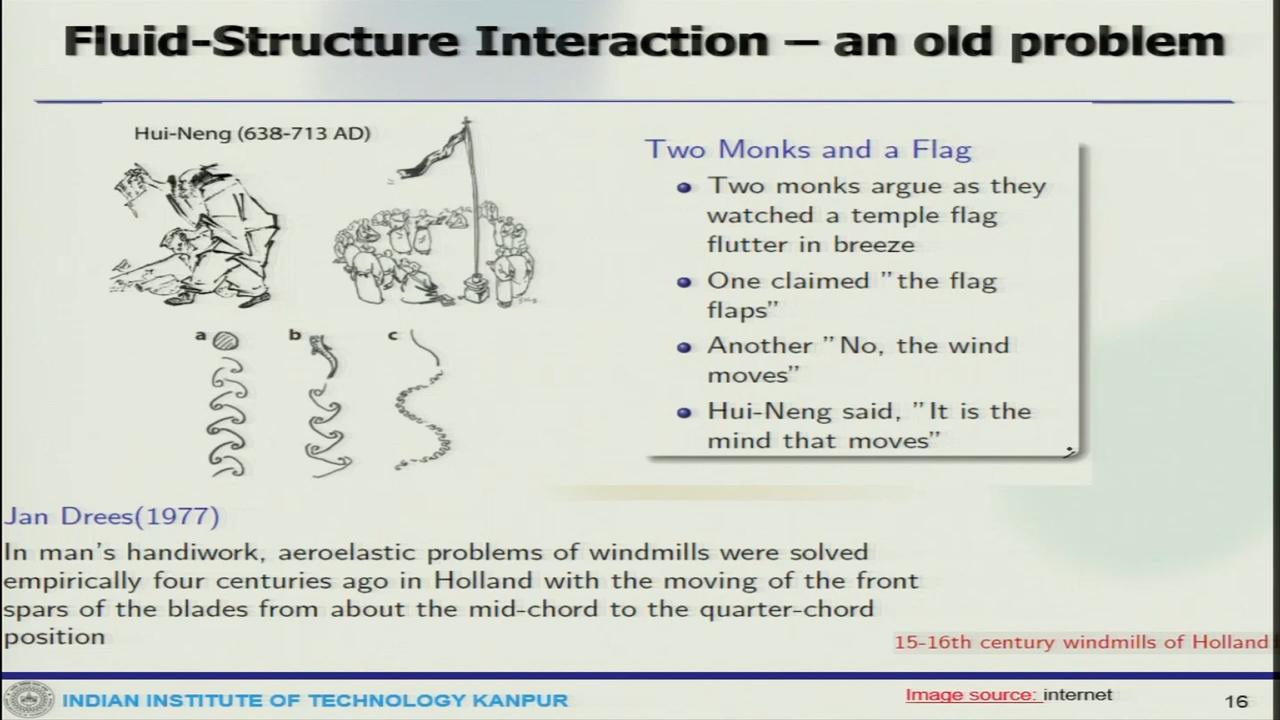 Fluid-Structure Interaction – an old problem
Hui-Neng (638-713 AD)
a
b
c
Two Monks and a Flag
Two monks argue as they
watched a temple flag
flutter in breeze
One claimed "the flag
flaps"
Another "No, the wind
moves"
Hui-Neng said, "It is the
mind that moves"
Jan Drees(1977)
In man's handiwork, aeroelastic problems of windmills were solved
empirically four centuries ago in Holland with the moving of the front
spars of the blades from about the mid-chord to the quarter-chord
position
15-16th century windmills of Holland
INDIAN INSTITUTE OF TECHNOLOGY KANPUR
Image source: internet
16